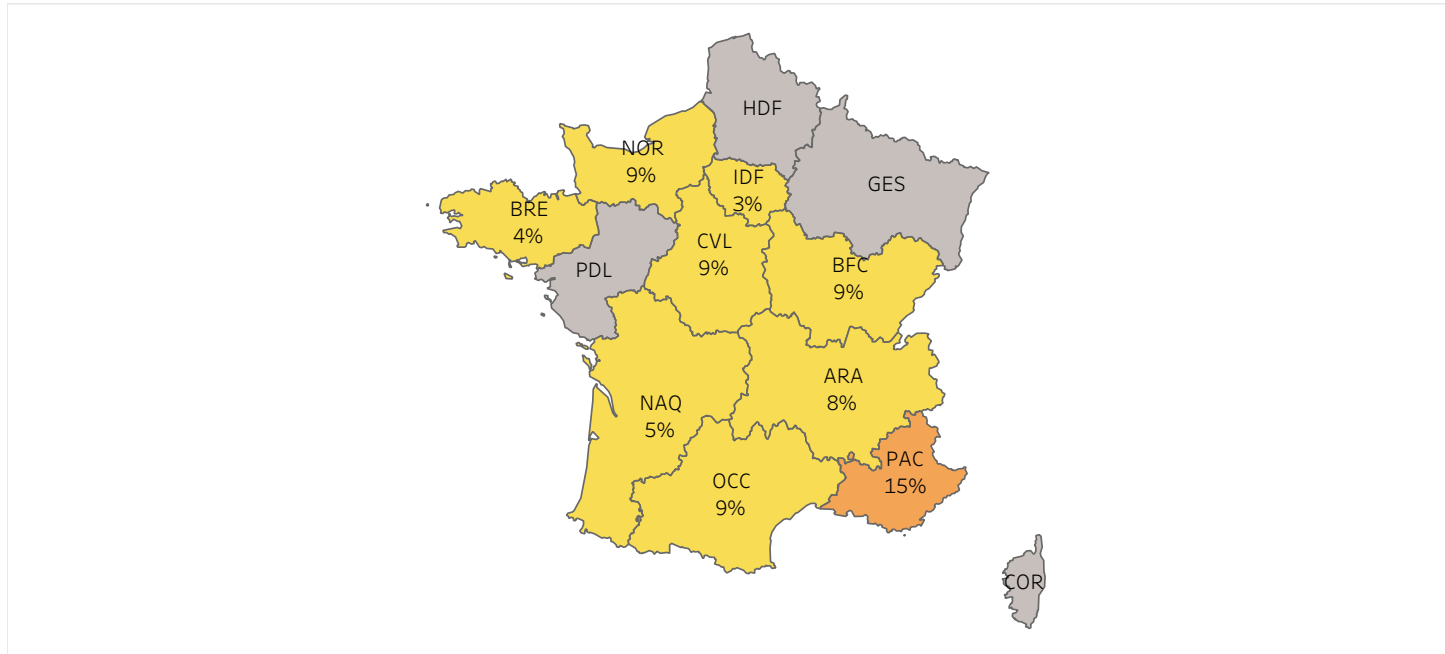 HDF
NOR
9%
IDF
3%
GES
BRE
4%
CVL
9%
PDL
BFC
9%
ARA
8%
NAQ
5%
PAC
15%
OCC
9%
COR